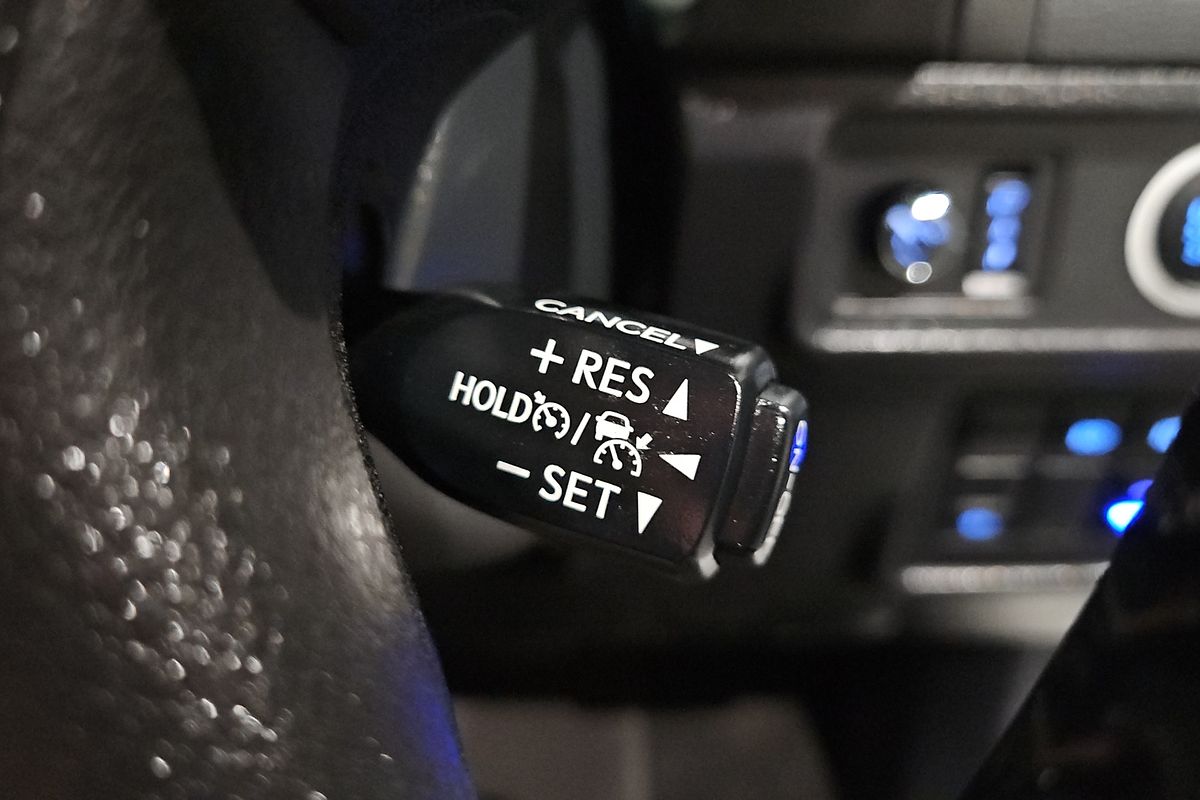 CANCEL
+ RES
HOLD /
− SET